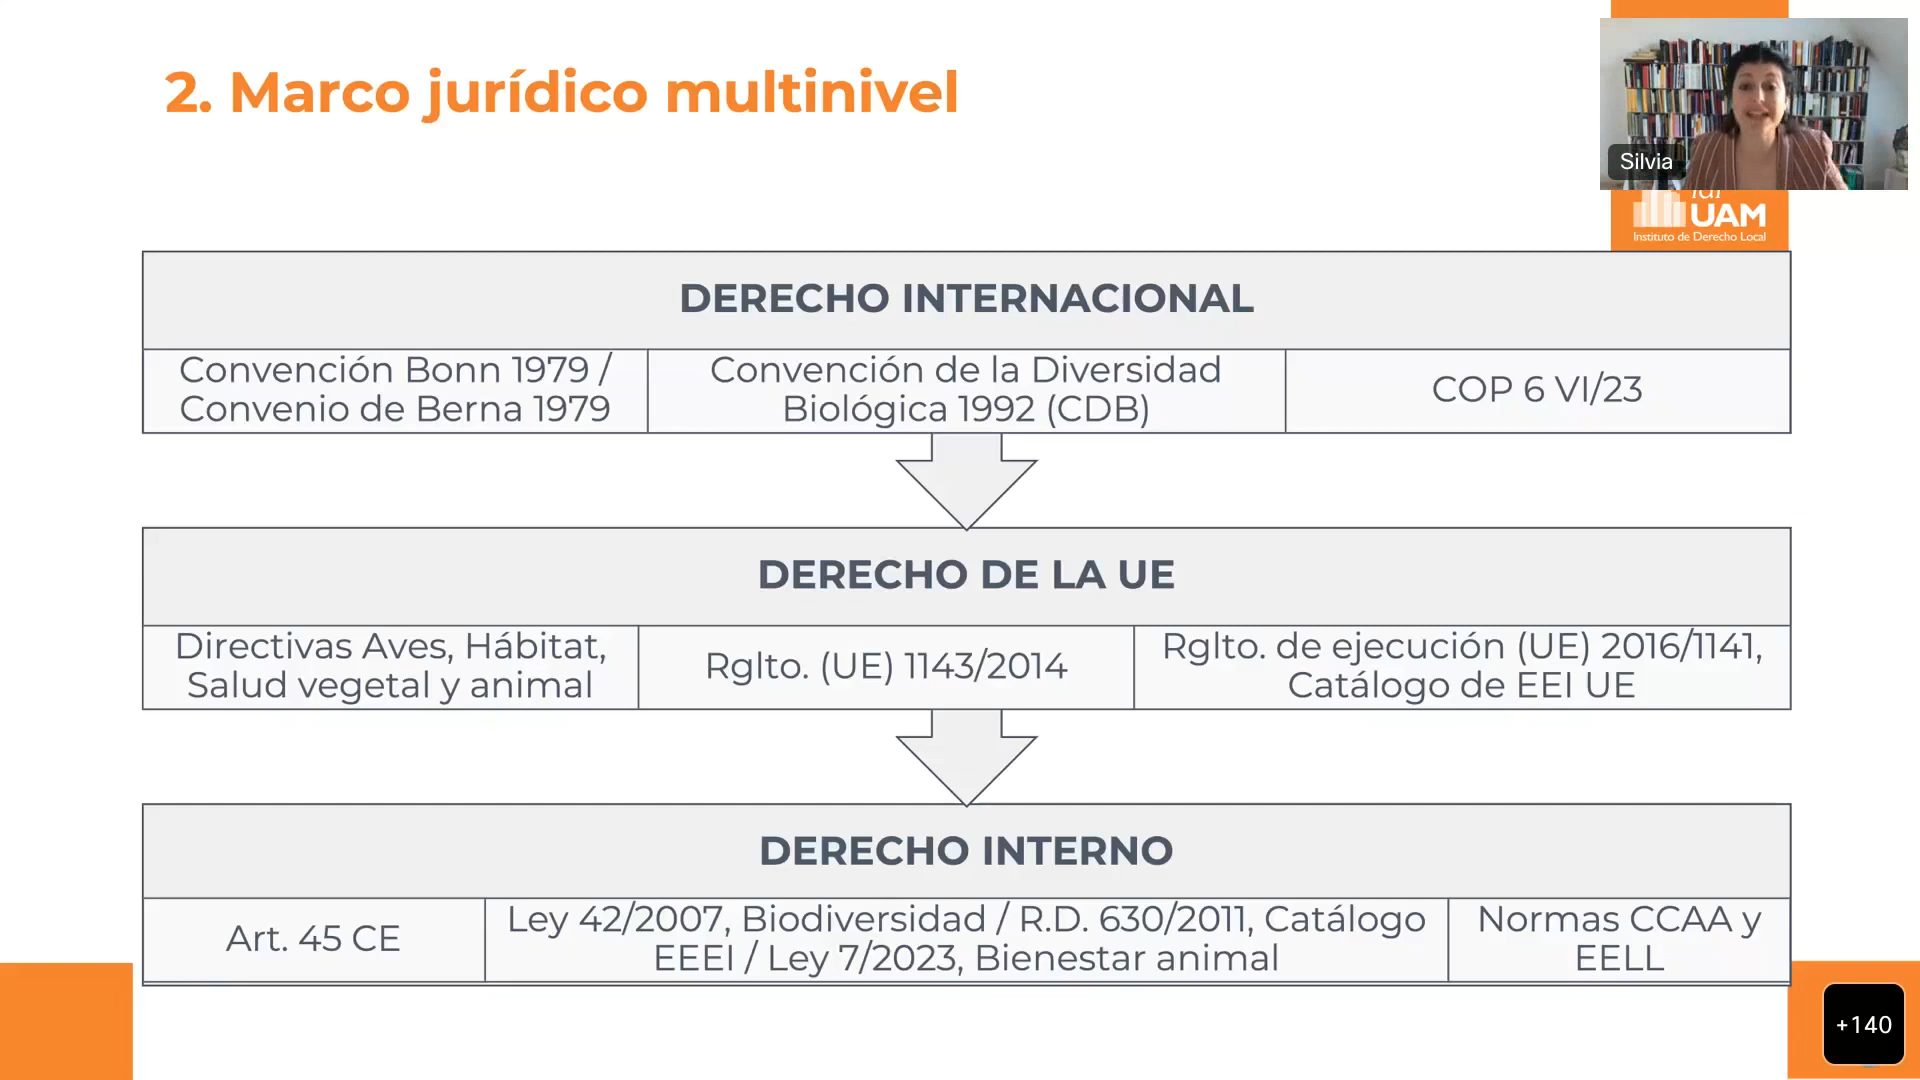 2. Marco jurídico multinivel
Silvia
UAM
Instituto de Derecho Local
DERECHO INTERNACIONAL
Convención Bonn 1979 /
Convenio de Berna 1979
Convención de la Diversidad
Biológica 1992 (CDB)
COP 6 VI/23
DERECHO DE LA UE
Directivas Aves, Hábitat,
Salud vegetal y animal
Rglto. (UE) 1143/2014
Rglto. de ejecución (UE) 2016/1141,
Catálogo de EEI UE
DERECHO INTERNO
Art. 45 CE
Ley 42/2007, Biodiversidad / R.D. 630/2011, Catálogo
EEEI / Ley 7/2023, Bienestar animal
Normas CCAA y
EELL
+140